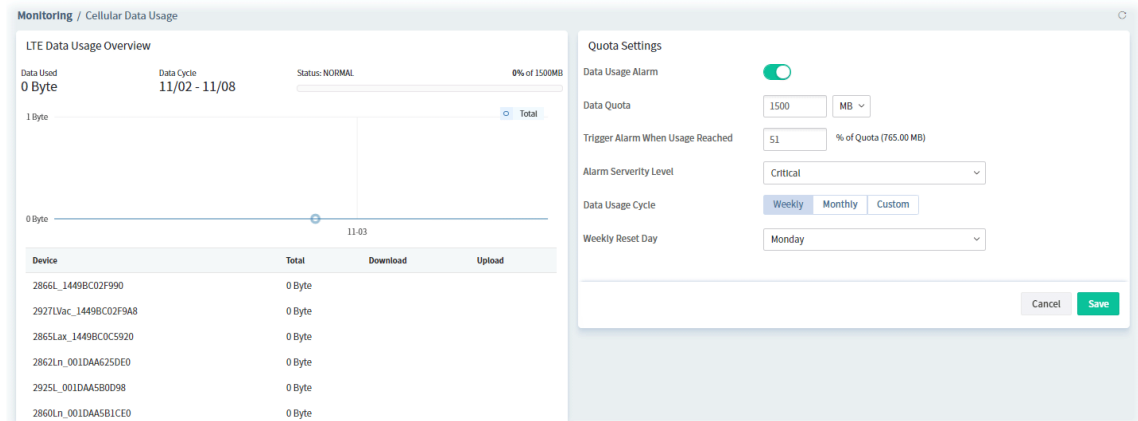 Monitoring / Cellular Data Usage
LTE Data Usage Overview
Data Used
0 Byte
Data Cycle
11/02 - 11/08
Status: NORMAL
0% of 1500MB
Total
1 Byte
0 Byte
11-03
Device Total Download Upload
2866L_1449BC02F990 0 Byte
2927LVac_1449BC02F9A8 0 Byte
2865Lax_1449BC0C5920 0 Byte
2862Ln_001DAA625DE0 0 Byte
2925L_001DAA5B0D98 0 Byte
2860Ln_001DAA5B1CE0 0 Byte
Quota Settings
Data Usage Alarm
Data Quota 1500 MB
Trigger Alarm When Usage Reached 51 % of Quota (765.00 MB)
Alarm Serverity Level Critical
Data Usage Cycle Weekly Monthly Custom
Weekly Reset Day Monday
Cancel Save